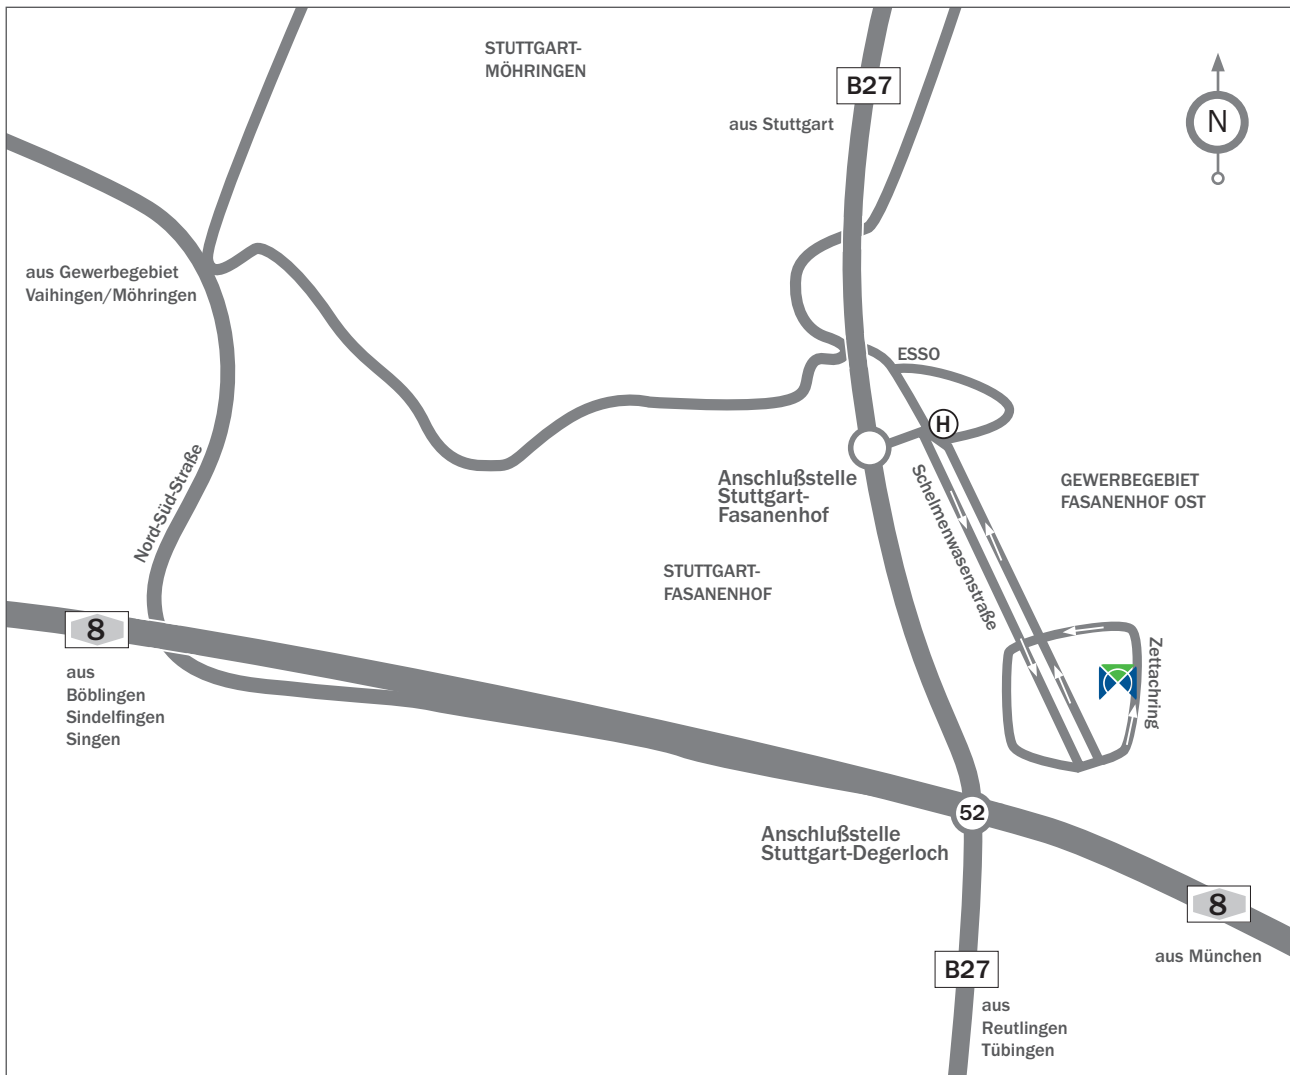 STUTTGART-
MÖHRINGEN
B27
aus Stuttgart
N
aus Gewerbegebiet
Vaihingen/Möhringen
ESSO
H
Anschlußstelle
Stuttgart-
Fasanenhof
Schelmenwasenstraße
GEWERBEGEBIET
FASANENHOF OST
Nord-Süd-Straße
STUTTGART-
FASANENHOF
8
aus
Böblingen
Sindelfingen
Singen
Zettachring
52
Anschlußstelle
Stuttgart-Degerloch
8
aus München
B27
aus
Reutlingen
Tübingen